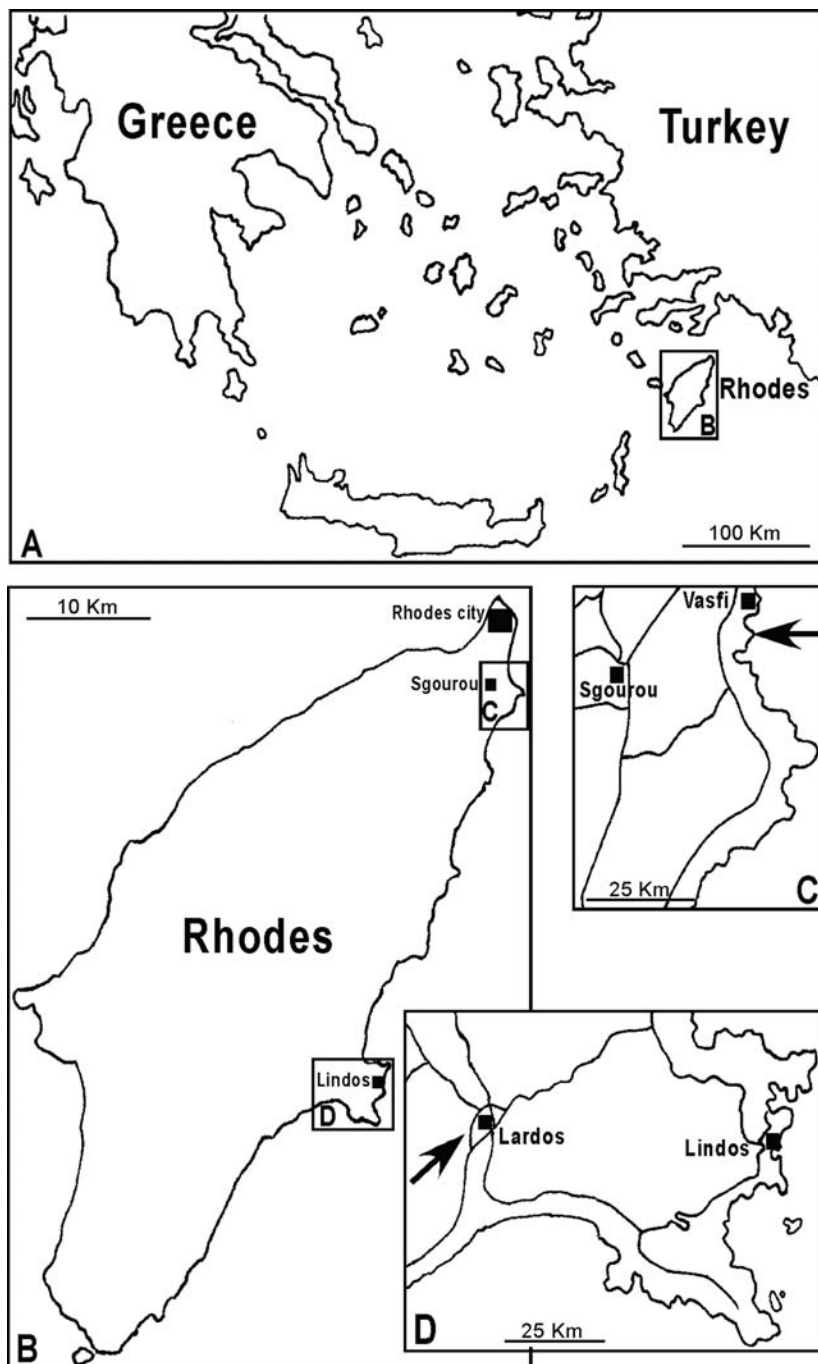 Greece
Turkey
Rhodes
B
A
100 Km
10 Km
Rhodes city
Sgourou
C
Rhodes
Lindos
D
B
Vasfi
Sgourou
25 Km
C
Lardos
Lindos
D
25 Km